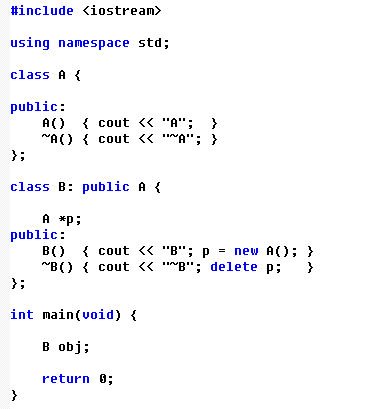 #include <iostream>
using namespace std;
class A {
public:
    A()  { cout << "A";  }
    ~A() { cout << "~A"; }
};
class B: public A {
    A *p;
public:
    B()  { cout << "B"; p = new A(); }
    ~B() { cout << "~B"; delete p;   }
};
int main(void) {
    B obj;
    return 0;
}